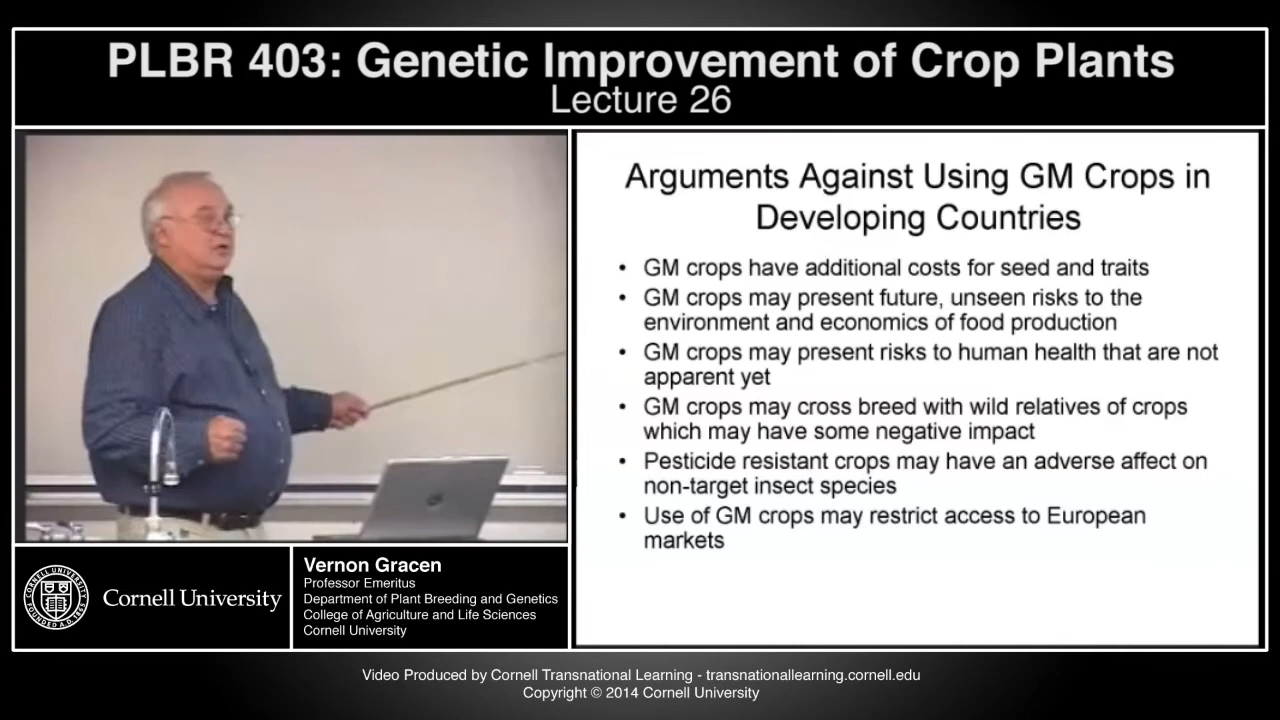 PLBR 403: Genetic Improvement of Crop Plants
Lecture 26
Arguments Against Using GM Crops in
Developing Countries
• GM crops have additional costs for seed and traits
• GM crops may present future, unseen risks to the
environment and economics of food production
• GM crops may present risks to human health that are not
apparent yet
• GM crops may cross breed with wild relatives of crops
which may have some negative impact
• Pesticide resistant crops may have an adverse affect on
non-target insect species
• Use of GM crops may restrict access to European
markets
Cornell University
Vernon Gracen
Professor Emeritus
Department of Plant Breeding and Genetics
College of Agriculture and Life Sciences
Cornell University
Video Produced by Cornell Transnational Learning - transnationallearning.cornell.edu
Copyright © 2014 Cornell University